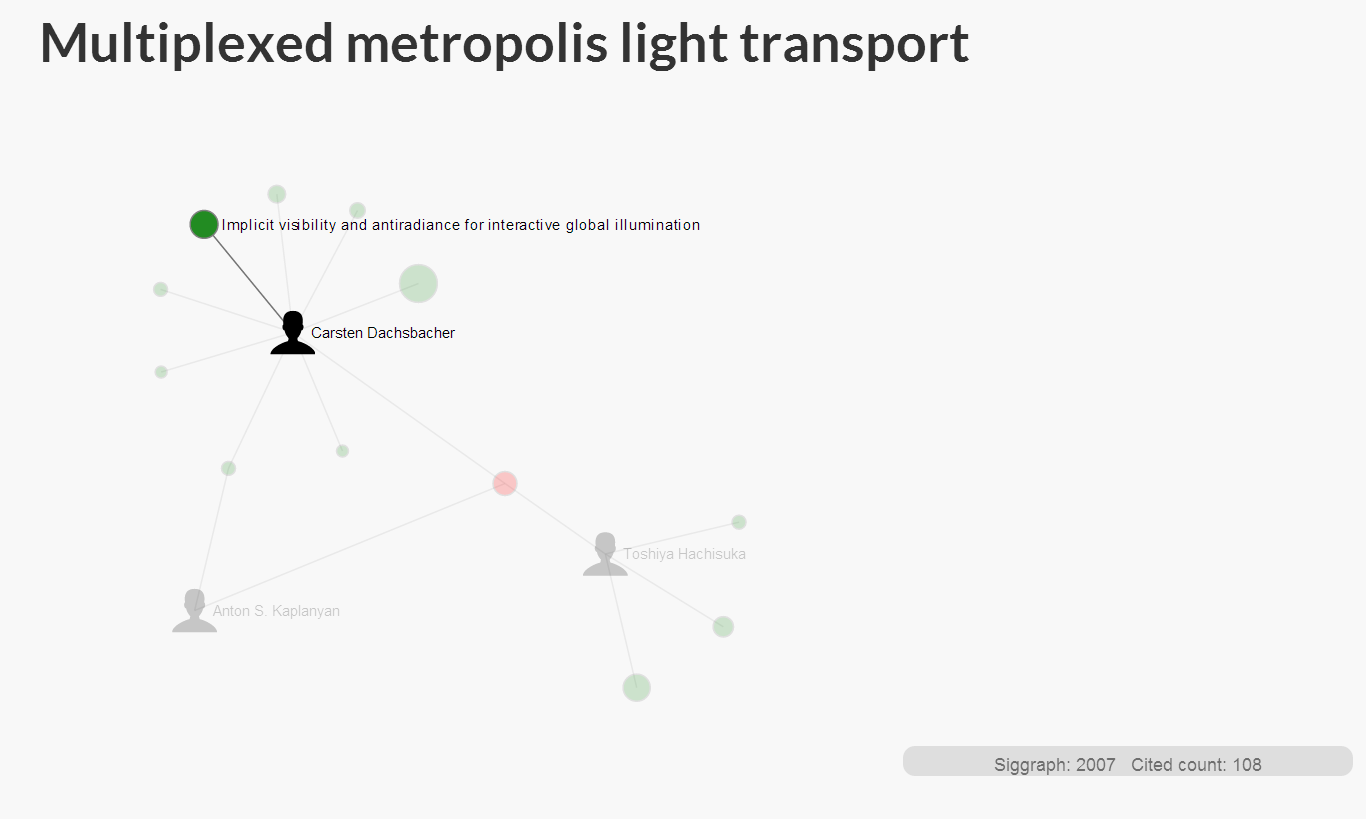 Multiplexed metropolis light transport
Implicit visibility and antiradiance for interactive global illumination
Carsten Dachsbacher
Toshiya Hachisuka
Anton S. Kaplanyan
Siggraph: 2007 Cited count: 108